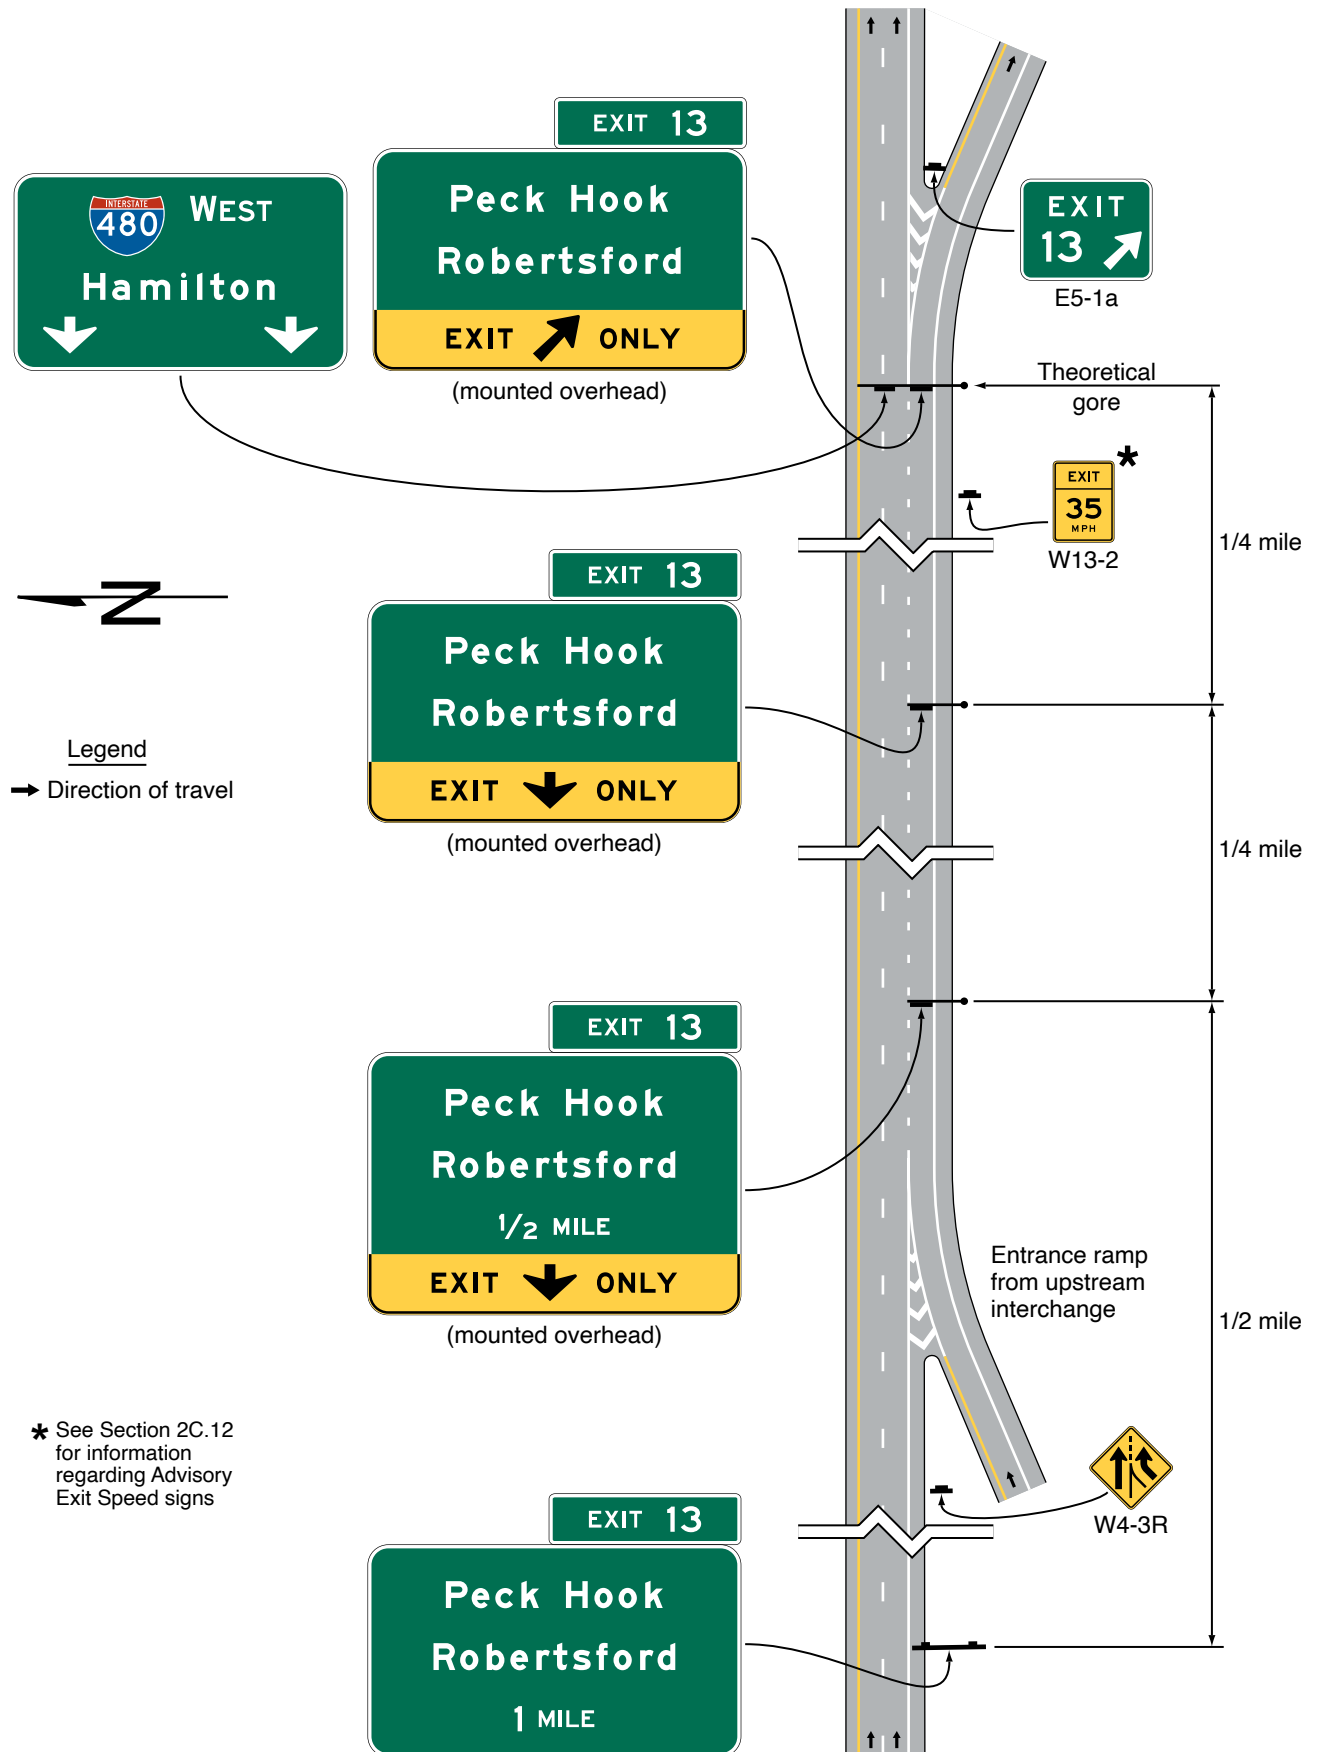 EXIT 13
Peck Hook
Robertsford
EXIT ONLY
(mounted overhead)
INTERSTATE
480
WEST
Hamilton
EXIT
13
E5-1a
Theoretical
gore
*
EXIT
35
MPH
W13-2
1/4 mile
EXIT 13
Peck Hook
Robertsford
EXIT ONLY
(mounted overhead)
N
Legend
Direction of travel
1/4 mile
EXIT 13
Peck Hook
Robertsford
1/2 MILE
EXIT ONLY
(mounted overhead)
Entrance ramp
from upstream
interchange
1/2 mile
* See Section 2C.12
for information
regarding Advisory
Exit Speed signs
W4-3R
EXIT 13
Peck Hook
Robertsford
1 MILE